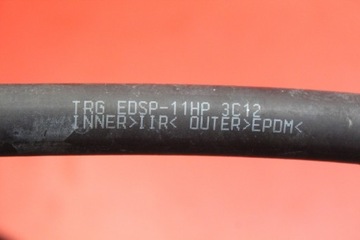 TRG EDSP-11HP 3C12
INNER>IIR< OUTER>EPDM<